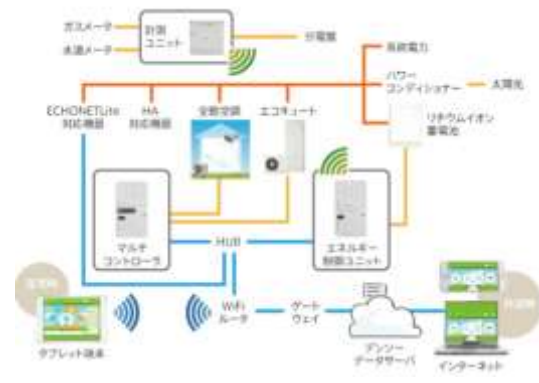 ガスメータ
水道メータ
計測
ユニット
分電盤
系統電力
パワー
コンディショナー
太陽光
リチウムイオン
蓄電池
ECHONETLite
対応機器
HA
対応機器
全館空調
エコキュート
マルチ
コントローラ
HUB
エネルギー
制御ユニット
WiFi
ルータ
ゲート
ウェイ
タブレット端末
デンソー
データサーバ
インターネット